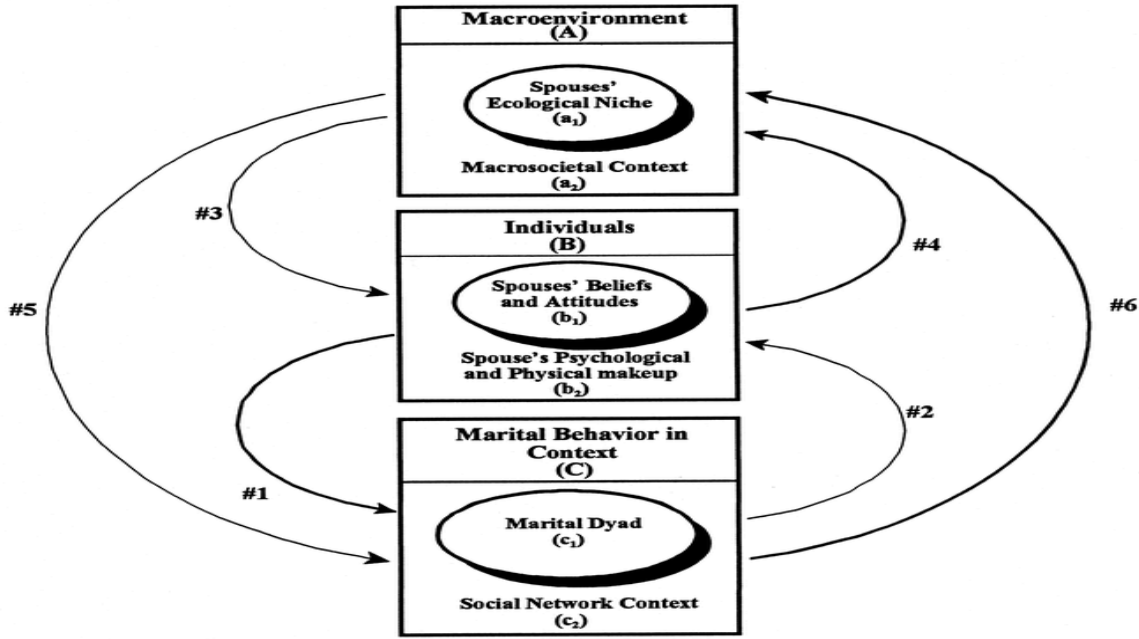 Macroenvironment
(A)
Spouses'
Ecological Niche
(a₁)
Macrosocietal Context
(a₂)
#3
#4
#5
#6
Individuals
(B)
Spouses' Beliefs
and Attitudes
(b₁)
Spouse's Psychological
and Physical makeup
(b₂)
#1
#2
Marital Behavior in
Context
(C)
Marital Dyad
(c₁)
Social Network Context
(c₂)